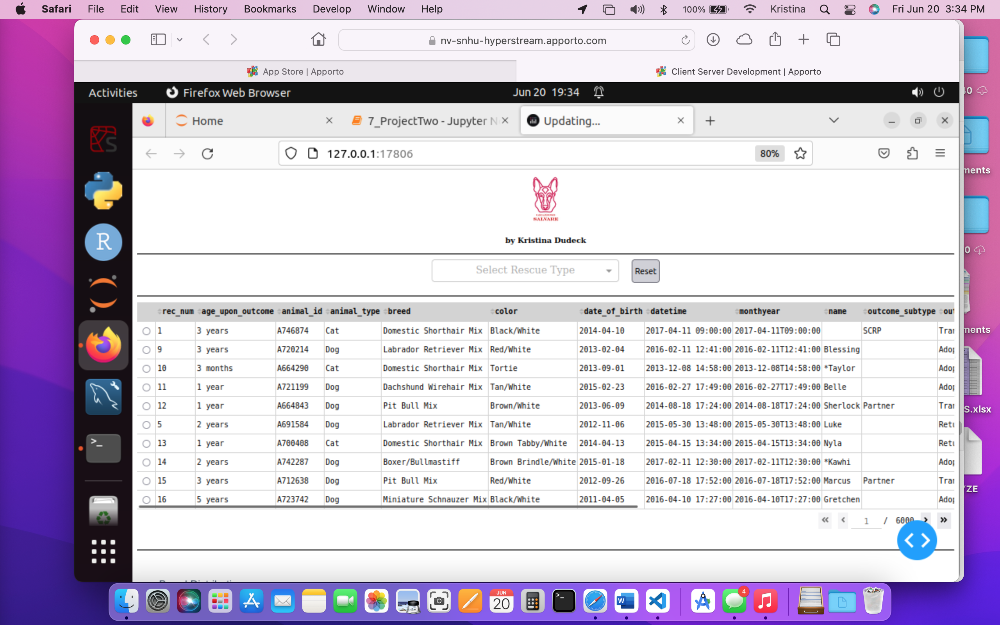 Safari File Edit View History Bookmarks Develop Window Help 100% Kristina Fri Jun 20 3:34 PM
nv-snhu-hyperstream.apporto.com
App Store | Apporto Client Server Development | Apporto
Activities Firefox Web Browser Jun 20 19:34
Home 7_ProjectTwo - Jupyter N Updating...
127.0.0.1:17806 80%
GRAZIOSO
SALVARE
by Kristina Dudeck
Select Rescue Type Reset
rec_num age_upon_outcome animal_id animal_type breed color date_of_birth datetime monthyear name outcome_subtype out
1 3 years A746874 Cat Domestic Shorthair Mix Black/White 2014-04-10 2017-04-11 09:00:00 2017-04-11T09:00:00 SCRP Tran
9 3 years A720214 Dog Labrador Retriever Mix Red/White 2013-02-04 2016-02-11 12:41:00 2016-02-11T12:41:00 Blessing Adop
10 3 months A664290 Cat Domestic Shorthair Mix Tortie 2013-09-01 2013-12-08 14:58:00 2013-12-08T14:58:00 *Taylor Adop
11 1 year A721199 Dog Dachshund Wirehair Mix Tan/White 2015-02-23 2016-02-27 17:49:00 2016-02-27T17:49:00 Belle Adop
12 1 year A664843 Dog Pit Bull Mix Brown/White 2013-06-09 2014-08-18 17:24:00 2014-08-18T17:24:00 Sherlock Partner Tran
5 2 years A691584 Dog Labrador Retriever Mix Tan/White 2012-11-06 2015-05-30 13:48:00 2015-05-30T13:48:00 Luke Retu
13 1 year A700408 Cat Domestic Shorthair Mix Brown Tabby/White 2014-04-13 2015-04-15 13:34:00 2015-04-15T13:34:00 Nyla Retu
14 2 years A742287 Dog Boxer/Bullmastiff Brown Brindle/White 2015-01-18 2017-02-11 12:30:00 2017-02-11T12:30:00 *Kawhi Adop
15 3 years A712638 Dog Pit Bull Mix Red/White 2012-09-26 2016-07-18 17:52:00 2016-07-18T17:52:00 Marcus Partner Tran
16 5 years A723742 Dog Miniature Schnauzer Mix Black/White 2011-04-05 2016-04-10 17:27:00 2016-04-10T17:27:00 Gretchen Adop
1 / 6000
ments
ments
S.xlsx
YZE
JUN
20
4